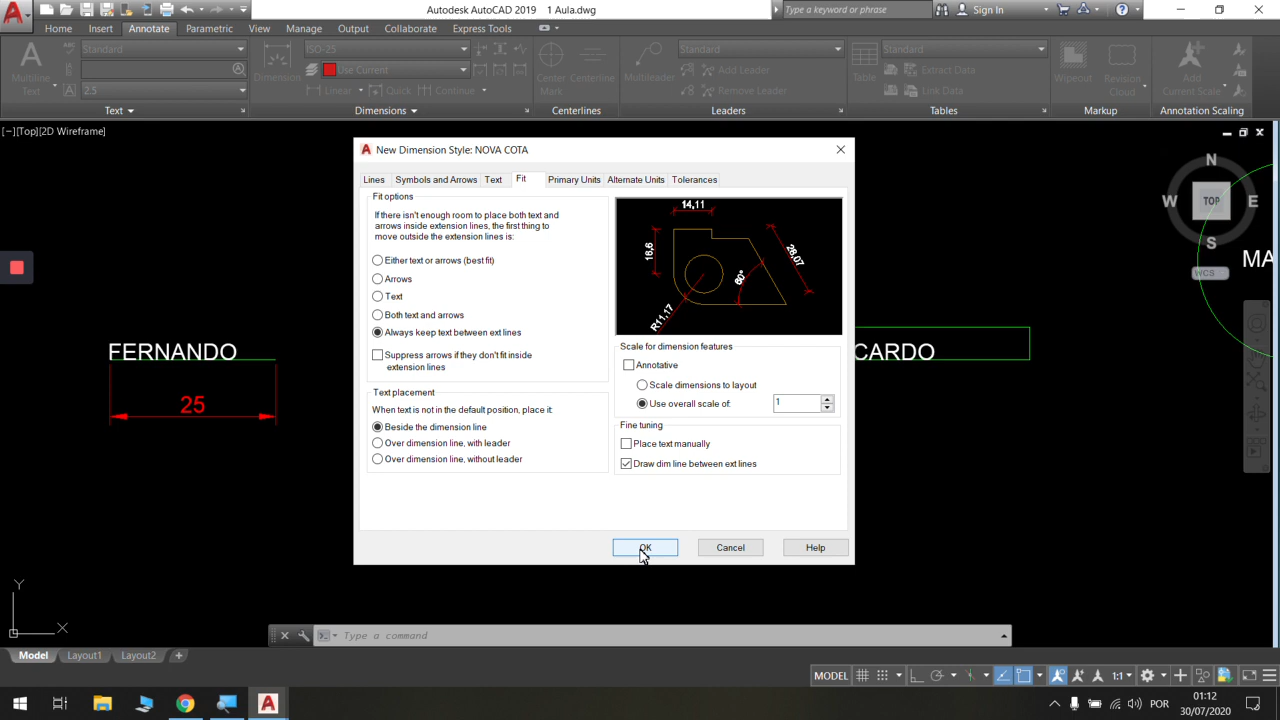 Autodesk AutoCAD 2019 1 Aula.dwg
Type a keyword or phrase
Sign In
Home Insert Annotate Parametric View Manage Output Collaborate Express Tools
Standard
ISO-25
Standard
Standard
Multiline
Text
2.5
Dimension
Use Current
Linear Quick Continue
Center
Mark
Centerline
Multileader
Add Leader
Remove Leader
Table
Extract Data
Link Data
Wipeout
Revision
Cloud
Add
Current Scale
Text Dimensions Centerlines Leaders Tables Markup Annotation Scaling
[−][Top][2D Wireframe]
New Dimension Style: NOVA COTA
Lines Symbols and Arrows Text Fit Primary Units Alternate Units Tolerances
Fit options
If there isn't enough room to place both text and
arrows inside extension lines, the first thing to
move outside the extension lines is:
Either text or arrows (best fit)
Arrows
Text
Both text and arrows
Always keep text between ext lines
Suppress arrows if they don't fit inside
extension lines
Text placement
When text is not in the default position, place it:
Beside the dimension line
Over dimension line, with leader
Over dimension line, without leader
14,11
16,6
28,07
60°
R11,17
Scale for dimension features
Annotative
Scale dimensions to layout
Use overall scale of:
1
Fine tuning
Place text manually
Draw dim line between ext lines
OK Cancel Help
FERNANDO
25
CARDO
MA
N
W TOP E
S
WCS
Y
X
Type a command
Model Layout1 Layout2 +
MODEL
1:1
POR
01:12
30/07/2020